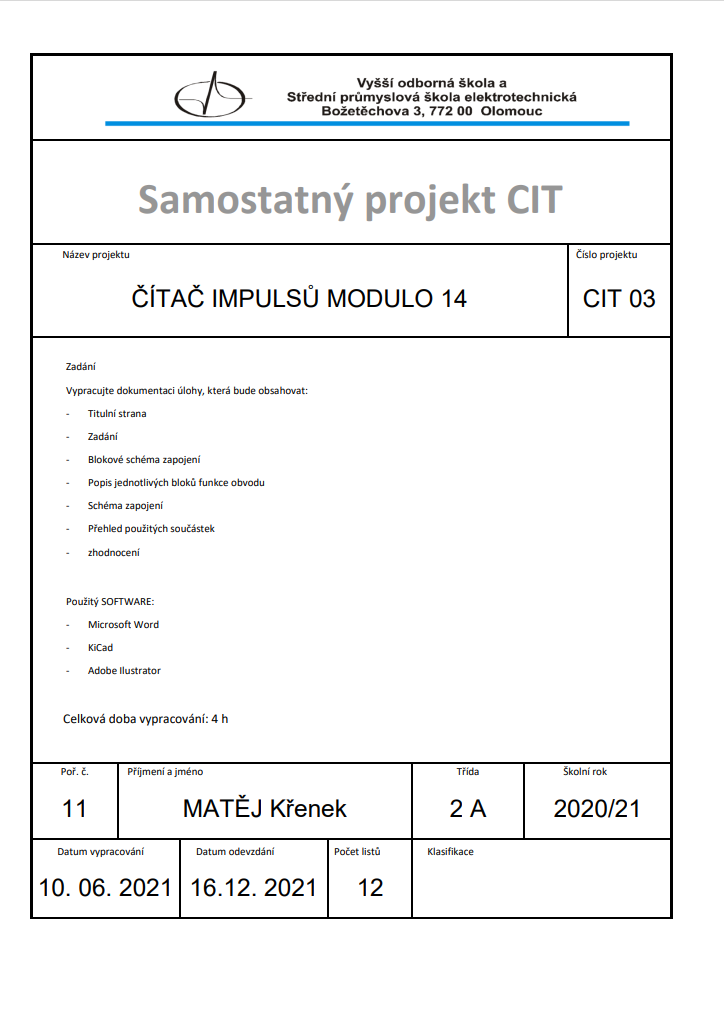 Vyšší odborná škola a
Střední průmyslová škola elektrotechnická
Božetěchova 3, 772 00 Olomouc
Samostatný projekt CIT
Název projektu
Číslo projektu
ČÍTAČ IMPULSŮ MODULO 14
CIT 03
Zadání
Vypracujte dokumentaci úlohy, která bude obsahovat:
- Titulní strana
- Zadání
- Blokové schéma zapojení
- Popis jednotlivých bloků funkce obvodu
- Schéma zapojení
- Přehled použitých součástek
- zhodnocení
Použitý SOFTWARE:
- Microsoft Word
- KiCad
- Adobe Ilustrator
Celková doba vypracování: 4 h
Poř. č.
Příjmení a jméno
Třída
Školní rok
11
MATĚJ Křenek
2 A
2020/21
Datum vypracování
Datum odevzdání
Počet listů
Klasifikace
10. 06. 2021
16.12. 2021
12